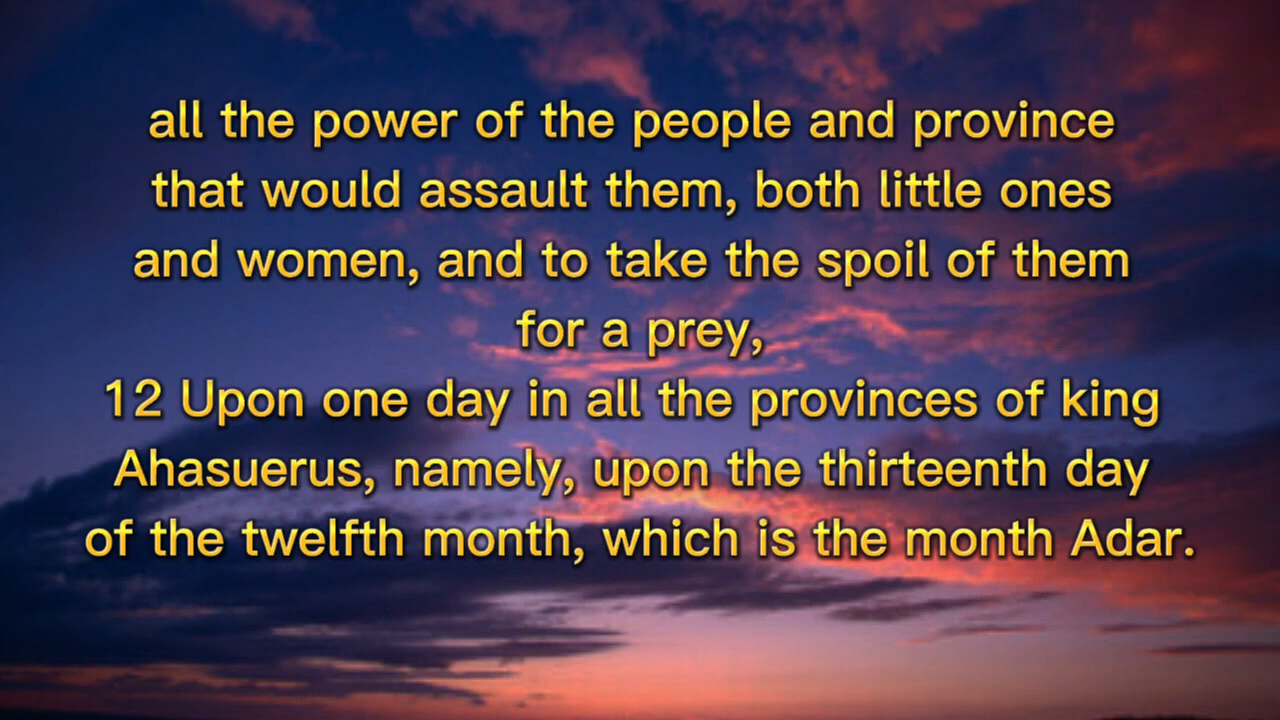 all the power of the people and province
that would assault them, both little ones
and women, and to take the spoil of them
for a prey,
12 Upon one day in all the provinces of king
Ahasuerus, namely, upon the thirteenth day
of the twelfth month, which is the month Adar.